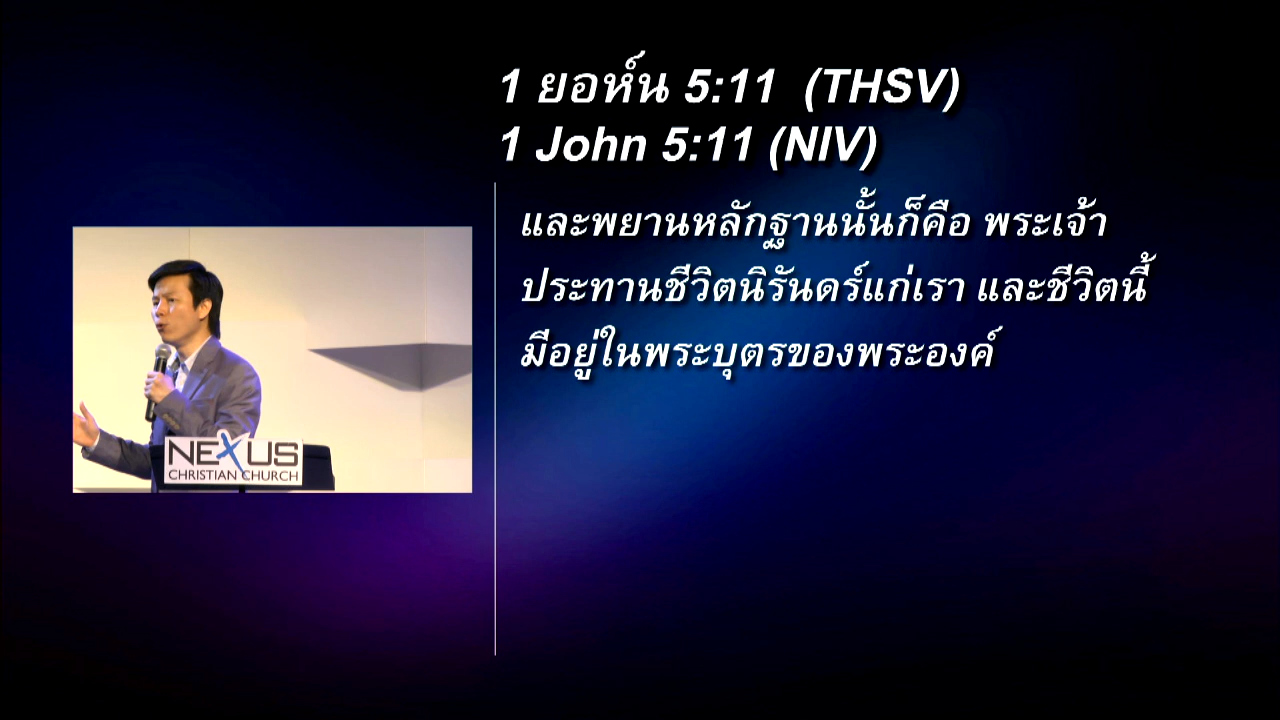 1 ยอห์น 5:11 (THSV)
1 John 5:11 (NIV)
และพยานหลักฐานนั้นก็คือ พระเจ้า
ประทานชีวิตนิรันดร์แก่เรา และชีวิตนี้
มีอยู่ในพระบุตรของพระองค์
NEXUS
CHRISTIAN CHURCH